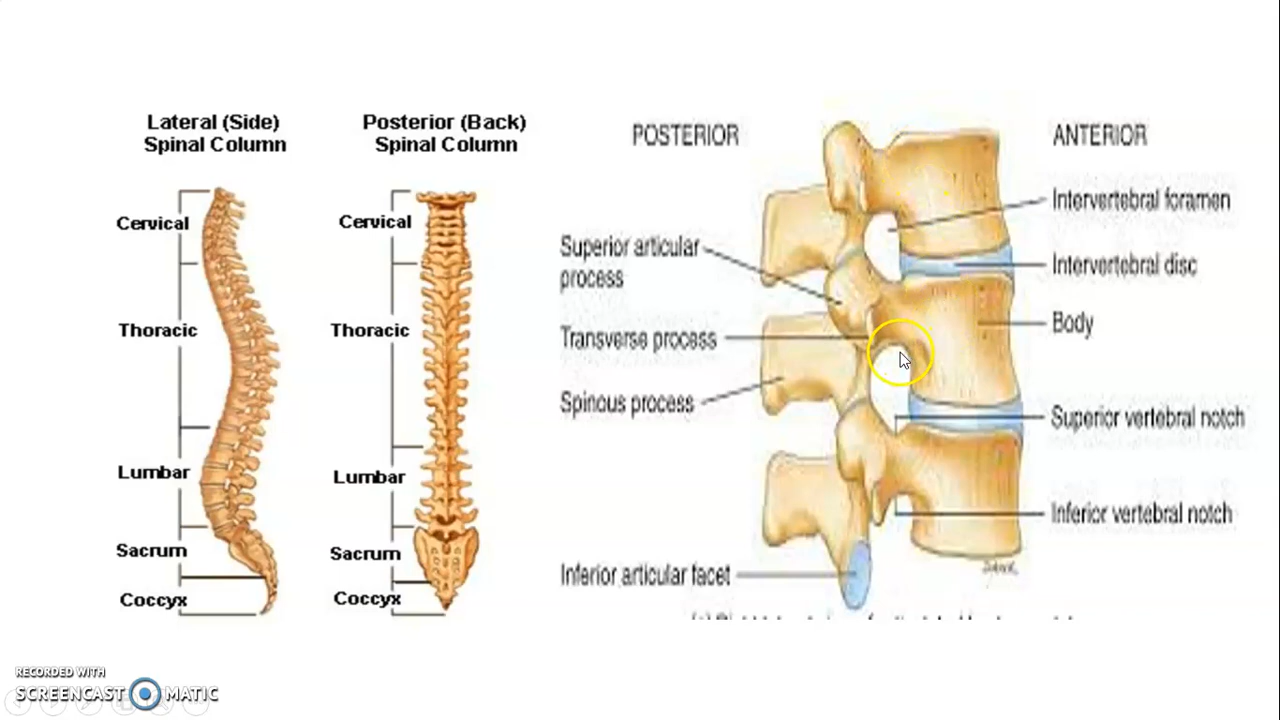 Lateral (Side)
Spinal Column
Cervical
Thoracic
Lumbar
Sacrum
Coccyx
Posterior (Back)
Spinal Column
Cervical
Thoracic
Lumbar
Sacrum
Coccyx
POSTERIOR
ANTERIOR
Superior articular
process
Transverse process
Spinous process
Inferior articular facet
Intervertebral foramen
Intervertebral disc
Body
Superior vertebral notch
Inferior vertebral notch
RECORDED WITH
SCREENCAST MATIC